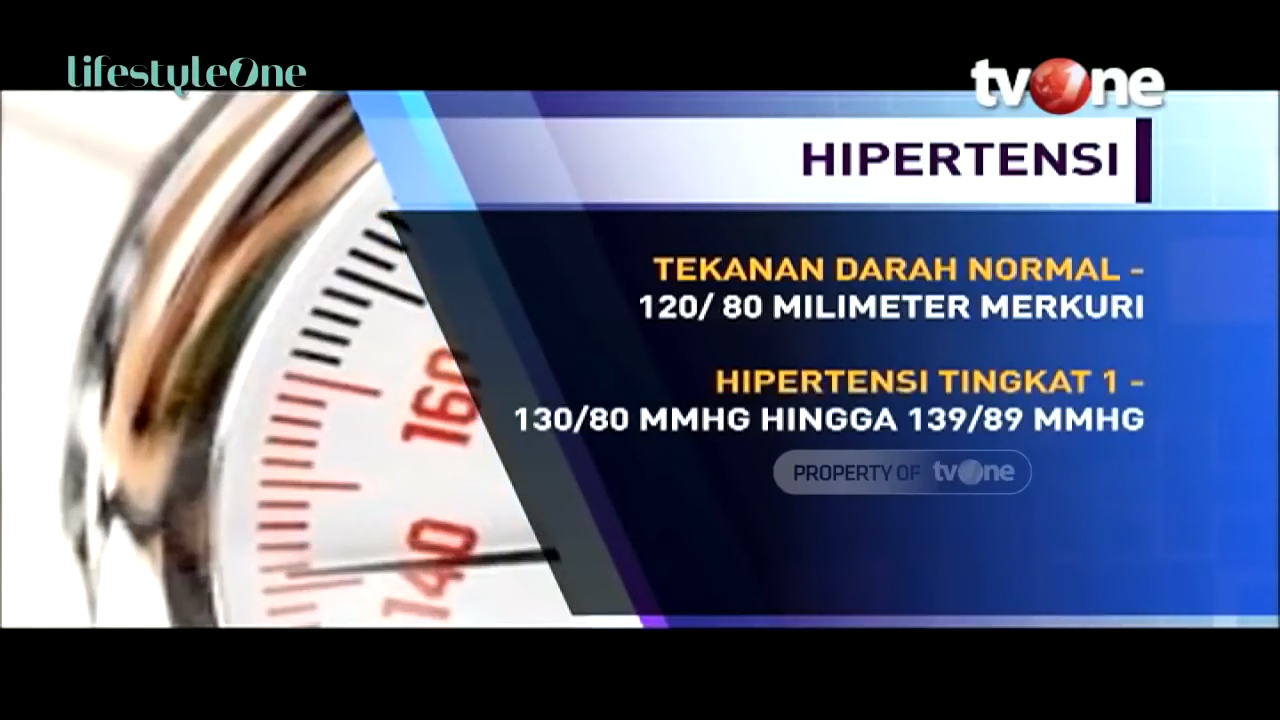 lifestyleOne
tvOne
HIPERTENSI
TEKANAN DARAH NORMAL -
120/ 80 MILIMETER MERKURI
HIPERTENSI TINGKAT 1 -
130/80 MMHG HINGGA 139/89 MMHG
PROPERTY OF tvOne
160
140